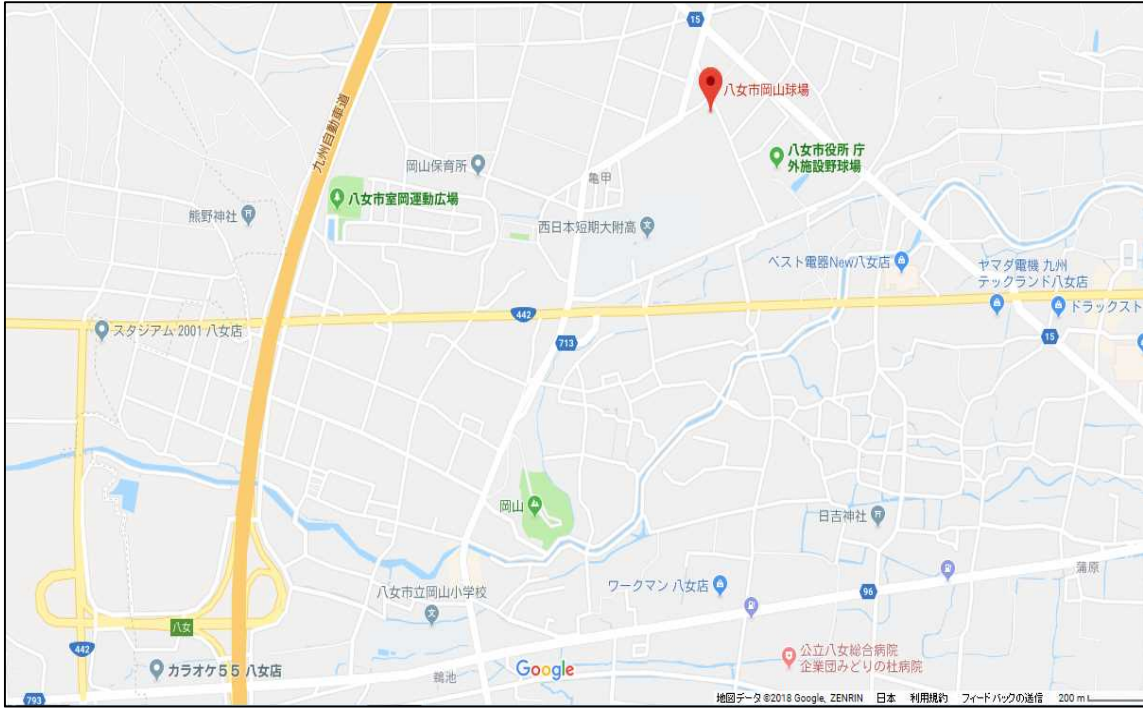 15
八女市岡山球場
九州自動車道
岡山保育所
八女市役所 庁
外施設野球場
亀甲
八女市室岡運動広場
熊野神社
西日本短期大附高
ベスト電器New八女店
ヤマダ電機 九州
テックランド八女店
ドラックスト
442
スタジアム 2001 八女店
713
15
岡山
日吉神社
蒲原
八女市立岡山小学校
ワークマン 八女店
96
八女
442
公立八女総合病院
企業団みどりの杜病院
カラオケ５５ 八女店
鵜池
Google
793
地図データ ©2018 Google, ZENRIN 日本 利用規約 フィードバックの送信 200 m